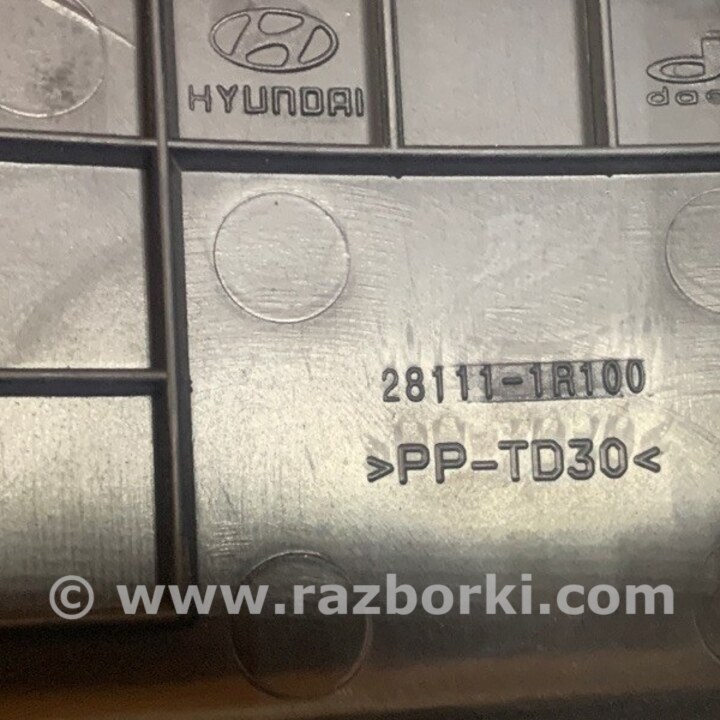 HYUNDAI
28111-1R100
>PP-TD30<
© www.razborki.com